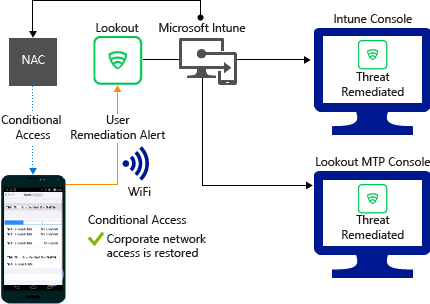 Lookout
Microsoft Intune
Intune Console
NAC
Threat
Remediated
Conditional
Access
User
Remediation Alert
WiFi
Lookout MTP Console
Threat
Remediated
Conditional Access
Corporate network
access is restored